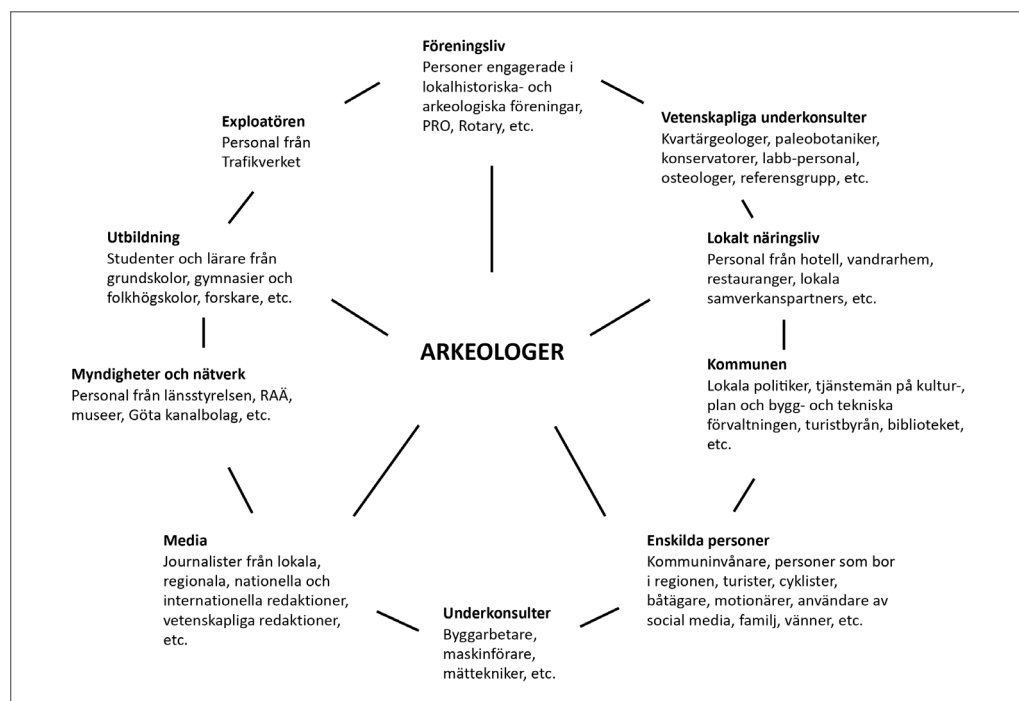 Föreningsliv
Personer engagerade i
lokalhistoriska- och
arkeologiska föreningar,
PRO, Rotary, etc.
Exploatören
Personal från
Trafikverket
Vetenskapliga underkonsulter
Kvartärgeologer, paleobotaniker,
konservatorer, labb-personal,
osteologer, referensgrupp, etc.
Utbildning
Studenter och lärare från
grundskolor, gymnasier och
folkhögskolor, forskare, etc.
Lokalt näringsliv
Personal från hotell, vandrarhem,
restauranger, lokala
samverkanspartners, etc.
ARKEOLOGER
Myndigheter och nätverk
Personal från länsstyrelsen, RAÄ,
museer, Göta kanalbolag, etc.
Kommunen
Lokala politiker, tjänstemän på kultur-,
plan och bygg- och tekniska
förvaltningen, turistbyrån, biblioteket,
etc.
Media
Journalister från lokala,
regionala, nationella och
internationella redaktioner,
vetenskapliga redaktioner,
etc.
Underkonsulter
Byggarbetare,
maskinförare,
mättekniker, etc.
Enskilda personer
Kommuninvånare, personer som bor
i regionen, turister, cyklister,
båtägare, motionärer, användare av
social media, familj, vänner, etc.